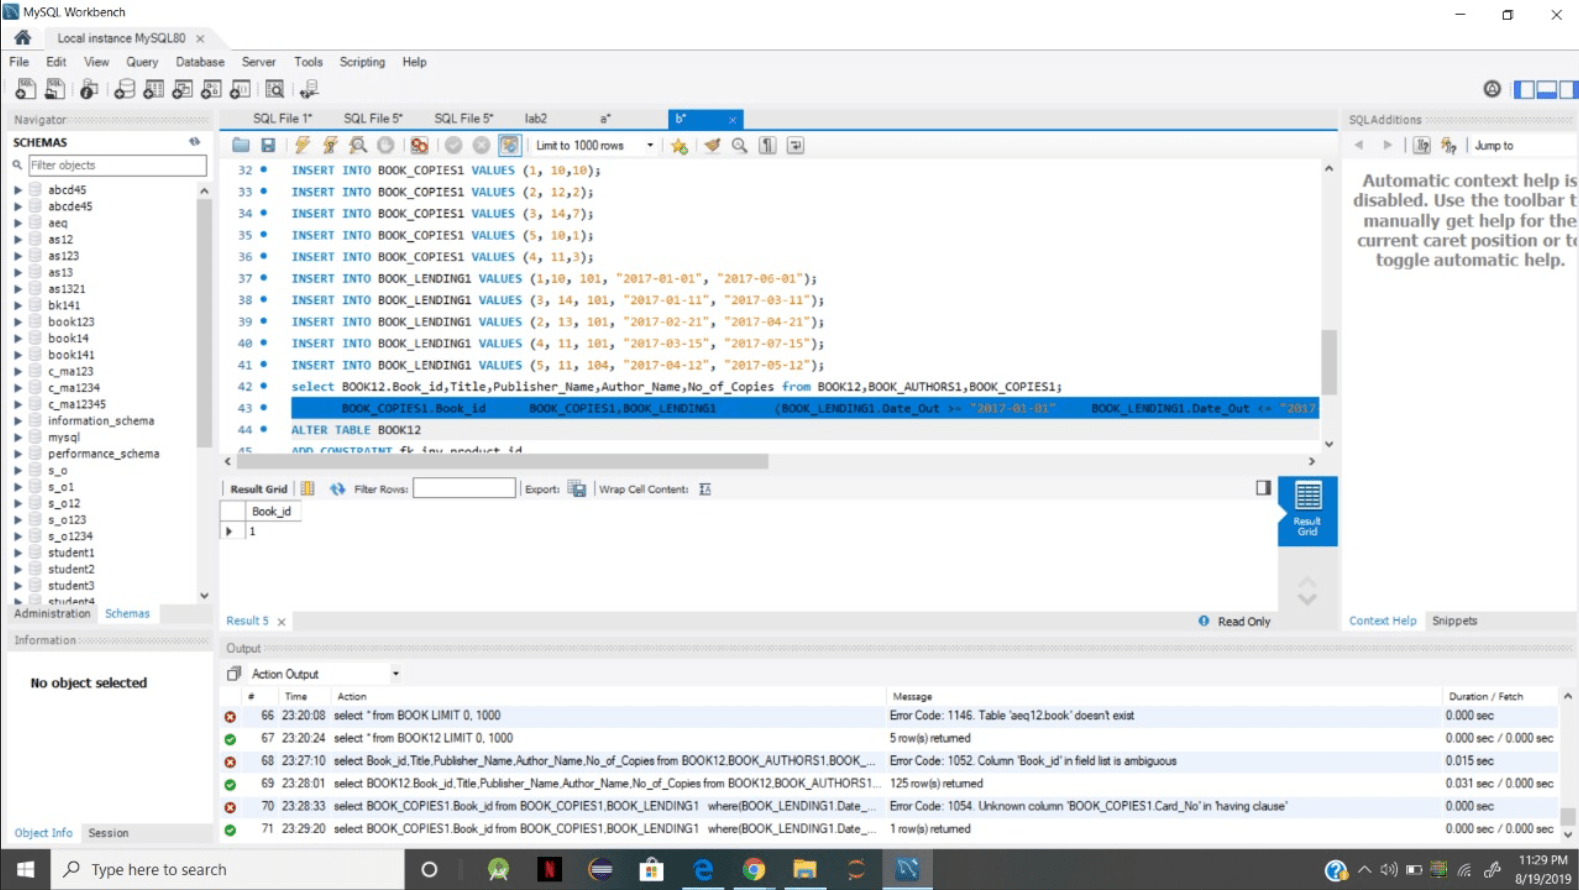 MySQL Workbench
Local instance MySQL80
File Edit View Query Database Server Tools Scripting Help
Navigator
SCHEMAS
Filter objects
abcd45
abcde45
aeq
as12
as123
as13
as1321
bk141
book123
book14
book141
c_ma123
c_ma1234
c_ma12345
information_schema
mysql
performance_schema
s_o
s_o1
s_o12
s_o123
s_o1234
student1
student2
student3
student4
Administration Schemas
Information
No object selected
Object Info Session
SQL File 1* SQL File 5* SQL File 5* lab2 a* b*
Limit to 1000 rows
32 INSERT INTO BOOK_COPIES1 VALUES (1, 10,10);
33 INSERT INTO BOOK_COPIES1 VALUES (2, 12,2);
34 INSERT INTO BOOK_COPIES1 VALUES (3, 14,7);
35 INSERT INTO BOOK_COPIES1 VALUES (5, 10,1);
36 INSERT INTO BOOK_COPIES1 VALUES (4, 11,3);
37 INSERT INTO BOOK_LENDING1 VALUES (1,10, 101, "2017-01-01", "2017-06-01");
38 INSERT INTO BOOK_LENDING1 VALUES (3, 14, 101, "2017-01-11", "2017-03-11");
39 INSERT INTO BOOK_LENDING1 VALUES (2, 13, 101, "2017-02-21", "2017-04-21");
40 INSERT INTO BOOK_LENDING1 VALUES (4, 11, 101, "2017-03-15", "2017-07-15");
41 INSERT INTO BOOK_LENDING1 VALUES (5, 11, 104, "2017-04-12", "2017-05-12");
42 select BOOK12.Book_id,Title,Publisher_Name,Author_Name,No_of_Copies from BOOK12,BOOK_AUTHORS1,BOOK_COPIES1;
43 BOOK_COPIES1.Book_id BOOK_COPIES1,BOOK_LENDING1 (BOOK_LENDING1.Date_Out >= "2017-01-01" BOOK_LENDING1.Date_Out <= "2017-
44 ALTER TABLE BOOK12
45 ADD CONSTRAINT fk_inv_product_id
Result Grid Filter Rows: Export: Wrap Cell Content:
Book_id
1
Result Grid
Result 5
Read Only
SQLAdditions
Jump to
Automatic context help is
disabled. Use the toolbar t
manually get help for the
current caret position or to
toggle automatic help.
Context Help Snippets
Output
Action Output
# Time Action Message Duration / Fetch
66 23:20:08 select * from BOOK LIMIT 0, 1000 Error Code: 1146. Table 'aeq12.book' doesn't exist 0.000 sec
67 23:20:24 select * from BOOK12 LIMIT 0, 1000 5 row(s) returned 0.000 sec / 0.000 sec
68 23:27:10 select Book_id,Title,Publisher_Name,Author_Name,No_of_Copies from BOOK12,BOOK_AUTHORS1,BOOK_... Error Code: 1052. Column 'Book_id' in field list is ambiguous 0.015 sec
69 23:28:01 select BOOK12.Book_id,Title,Publisher_Name,Author_Name,No_of_Copies from BOOK12,BOOK_AUTHORS1... 125 row(s) returned 0.031 sec / 0.000 sec
70 23:28:33 select BOOK_COPIES1.Book_id from BOOK_COPIES1,BOOK_LENDING1 where(BOOK_LENDING1.Date_... Error Code: 1054. Unknown column 'BOOK_COPIES1.Card_No' in 'having clause' 0.000 sec
71 23:29:20 select BOOK_COPIES1.Book_id from BOOK_COPIES1,BOOK_LENDING1 where(BOOK_LENDING1.Date_... 1 row(s) returned 0.000 sec / 0.000 sec
Type here to search
11:29 PM
8/19/2019